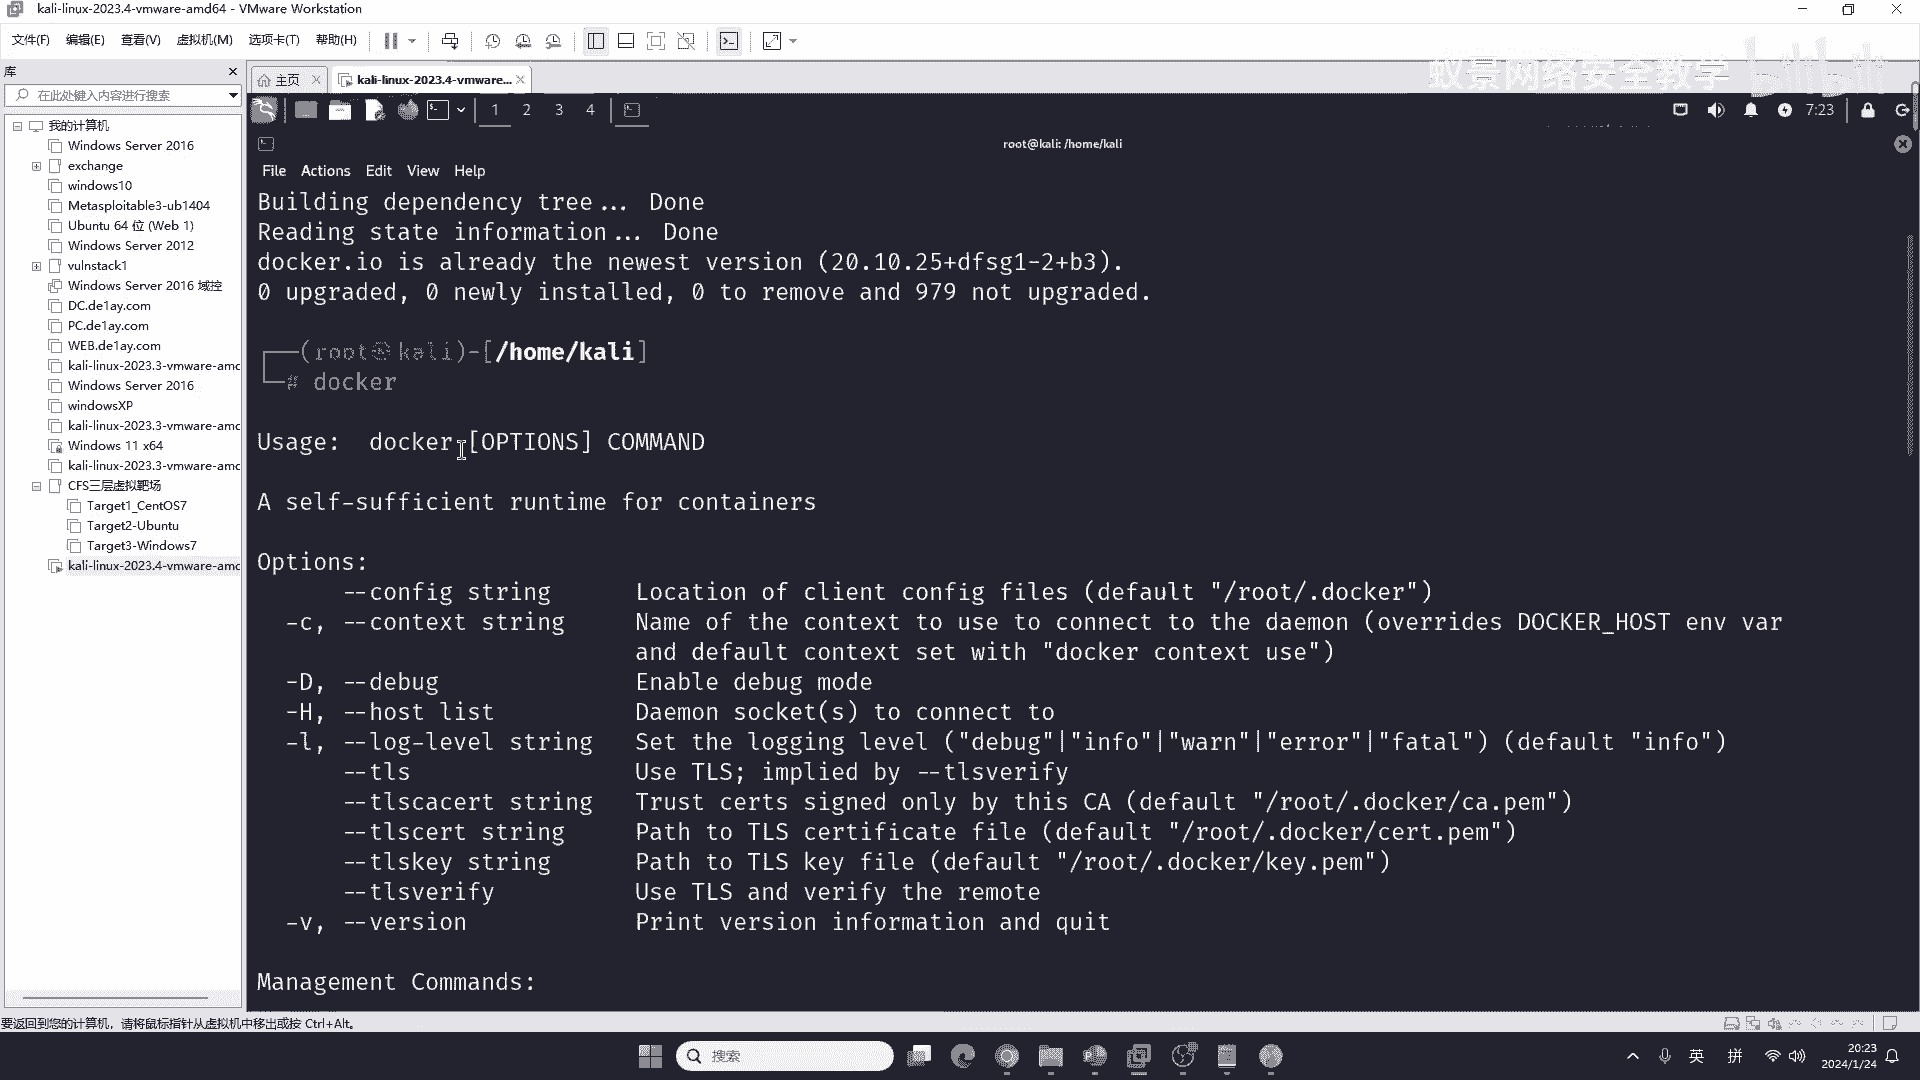 kali-linux-2023.4-vmware-amd64 - VMware Workstation
文件(F) 编辑(E) 查看(V) 虚拟机(M) 选项卡(T) 帮助(H)
库
在此处键入内容进行搜索
我的计算机
Windows Server 2016
exchange
windows10
Metasploitable3-ub1404
Ubuntu 64 位 (Web 1)
Windows Server 2012
vulnstack1
Windows Server 2016 域控
DC.de1ay.com
PC.de1ay.com
WEB.de1ay.com
kali-linux-2023.3-vmware-amd
Windows Server 2016
windowsXP
kali-linux-2023.3-vmware-amd
Windows 11 x64
kali-linux-2023.3-vmware-amd
CFS三层虚拟靶场
Target1_CentOS7
Target2-Ubuntu
Target3-Windows7
kali-linux-2023.4-vmware-amd
主页
kali-linux-2023.4-vmware...
蚁景网络安全教学
bilibili
1 2 3 4
7:23
root@kali: /home/kali
File Actions Edit View Help
Building dependency tree... Done
Reading state information... Done
docker.io is already the newest version (20.10.25+dfsg1-2+b3).
0 upgraded, 0 newly installed, 0 to remove and 979 not upgraded.
┌──(root㉿kali)-[/home/kali]
└─# docker
Usage:  docker [OPTIONS] COMMAND
A self-sufficient runtime for containers
Options:
--config string Location of client config files (default "/root/.docker")
-c, --context string Name of the context to use to connect to the daemon (overrides DOCKER_HOST env var
and default context set with "docker context use")
-D, --debug Enable debug mode
-H, --host list Daemon socket(s) to connect to
-l, --log-level string Set the logging level ("debug"|"info"|"warn"|"error"|"fatal") (default "info")
--tls Use TLS; implied by --tlsverify
--tlscacert string Trust certs signed only by this CA (default "/root/.docker/ca.pem")
--tlscert string Path to TLS certificate file (default "/root/.docker/cert.pem")
--tlskey string Path to TLS key file (default "/root/.docker/key.pem")
--tlsverify Use TLS and verify the remote
-v, --version Print version information and quit
Management Commands:
要返回到您的计算机，请将鼠标指针从虚拟机中移出或按 Ctrl+Alt。
搜索
英 拼
20:23
2024/1/24